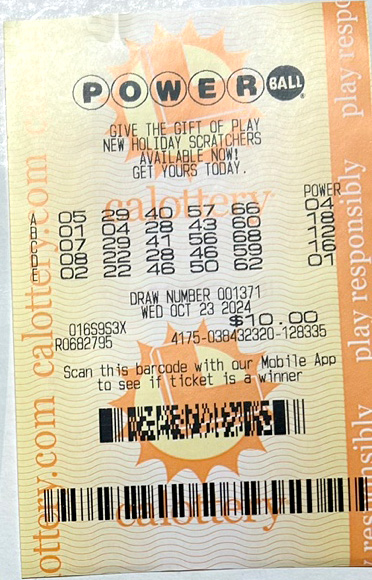 POWERBALL
GIVE THE GIFT OF PLAY
NEW HOLIDAY SCRATCHERS
AVAILABLE NOW!
GET YOURS TODAY.
POWER
A 05 29 40 57 66 04
B 01 04 28 43 60 18
C 07 29 41 56 68 12
D 08 22 28 46 59 16
E 02 22 46 50 62 01
DRAW NUMBER 001371
WED OCT 23 2024
$10.00
016S9S3X
R0682795 4175-038432320-128335
Scan this barcode with our Mobile App
to see if ticket is a winner
calottery
calottery
ottery.com calottery.com
play responsibly play resp